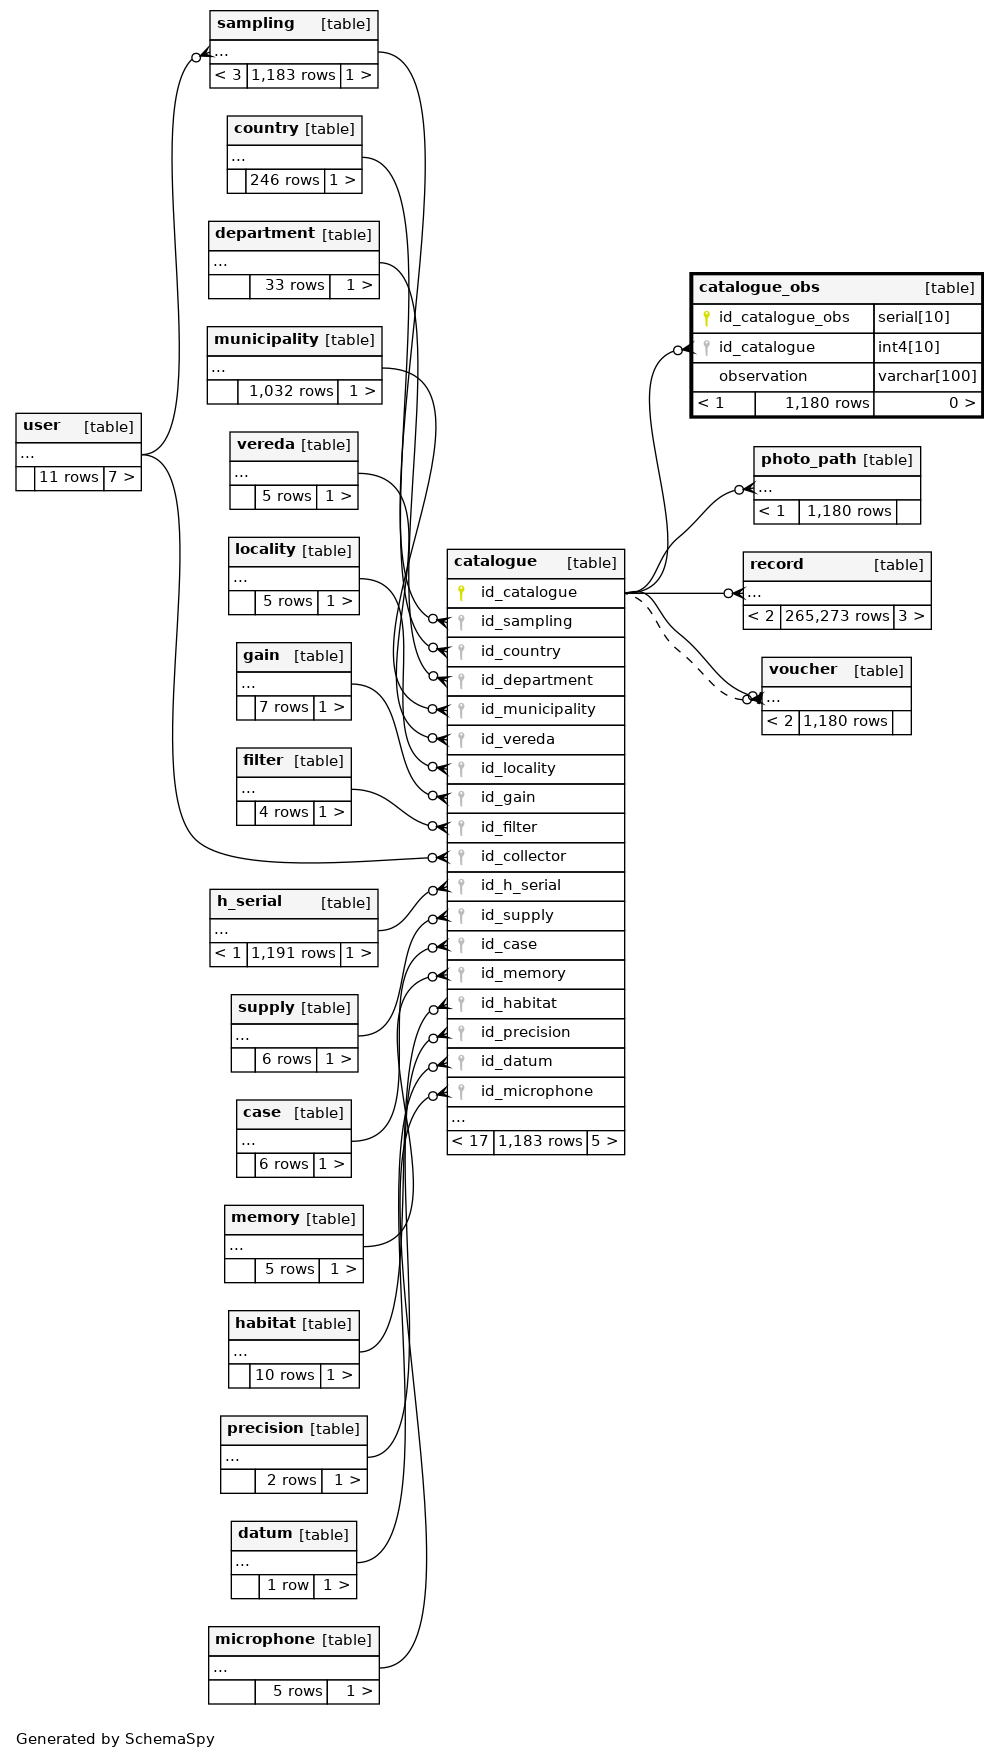 sampling [table]
...
< 3 1,183 rows 1 >
country [table]
...
246 rows 1 >
department [table]
...
33 rows 1 >
municipality [table]
...
1,032 rows 1 >
user [table]
...
11 rows 7 >
vereda [table]
...
5 rows 1 >
locality [table]
...
5 rows 1 >
gain [table]
...
7 rows 1 >
filter [table]
...
4 rows 1 >
h_serial [table]
...
< 1 1,191 rows 1 >
supply [table]
...
6 rows 1 >
case [table]
...
6 rows 1 >
memory [table]
...
5 rows 1 >
habitat [table]
...
10 rows 1 >
precision [table]
...
2 rows 1 >
datum [table]
...
1 row 1 >
microphone [table]
...
5 rows 1 >
catalogue [table]
id_catalogue
id_sampling
id_country
id_department
id_municipality
id_vereda
id_locality
id_gain
id_filter
id_collector
id_h_serial
id_supply
id_case
id_memory
id_habitat
id_precision
id_datum
id_microphone
...
< 17 1,183 rows 5 >
catalogue_obs [table]
id_catalogue_obs serial[10]
id_catalogue int4[10]
observation varchar[100]
< 1 1,180 rows 0 >
photo_path [table]
...
< 1 1,180 rows
record [table]
...
< 2 265,273 rows 3 >
voucher [table]
...
< 2 1,180 rows
Generated by SchemaSpy